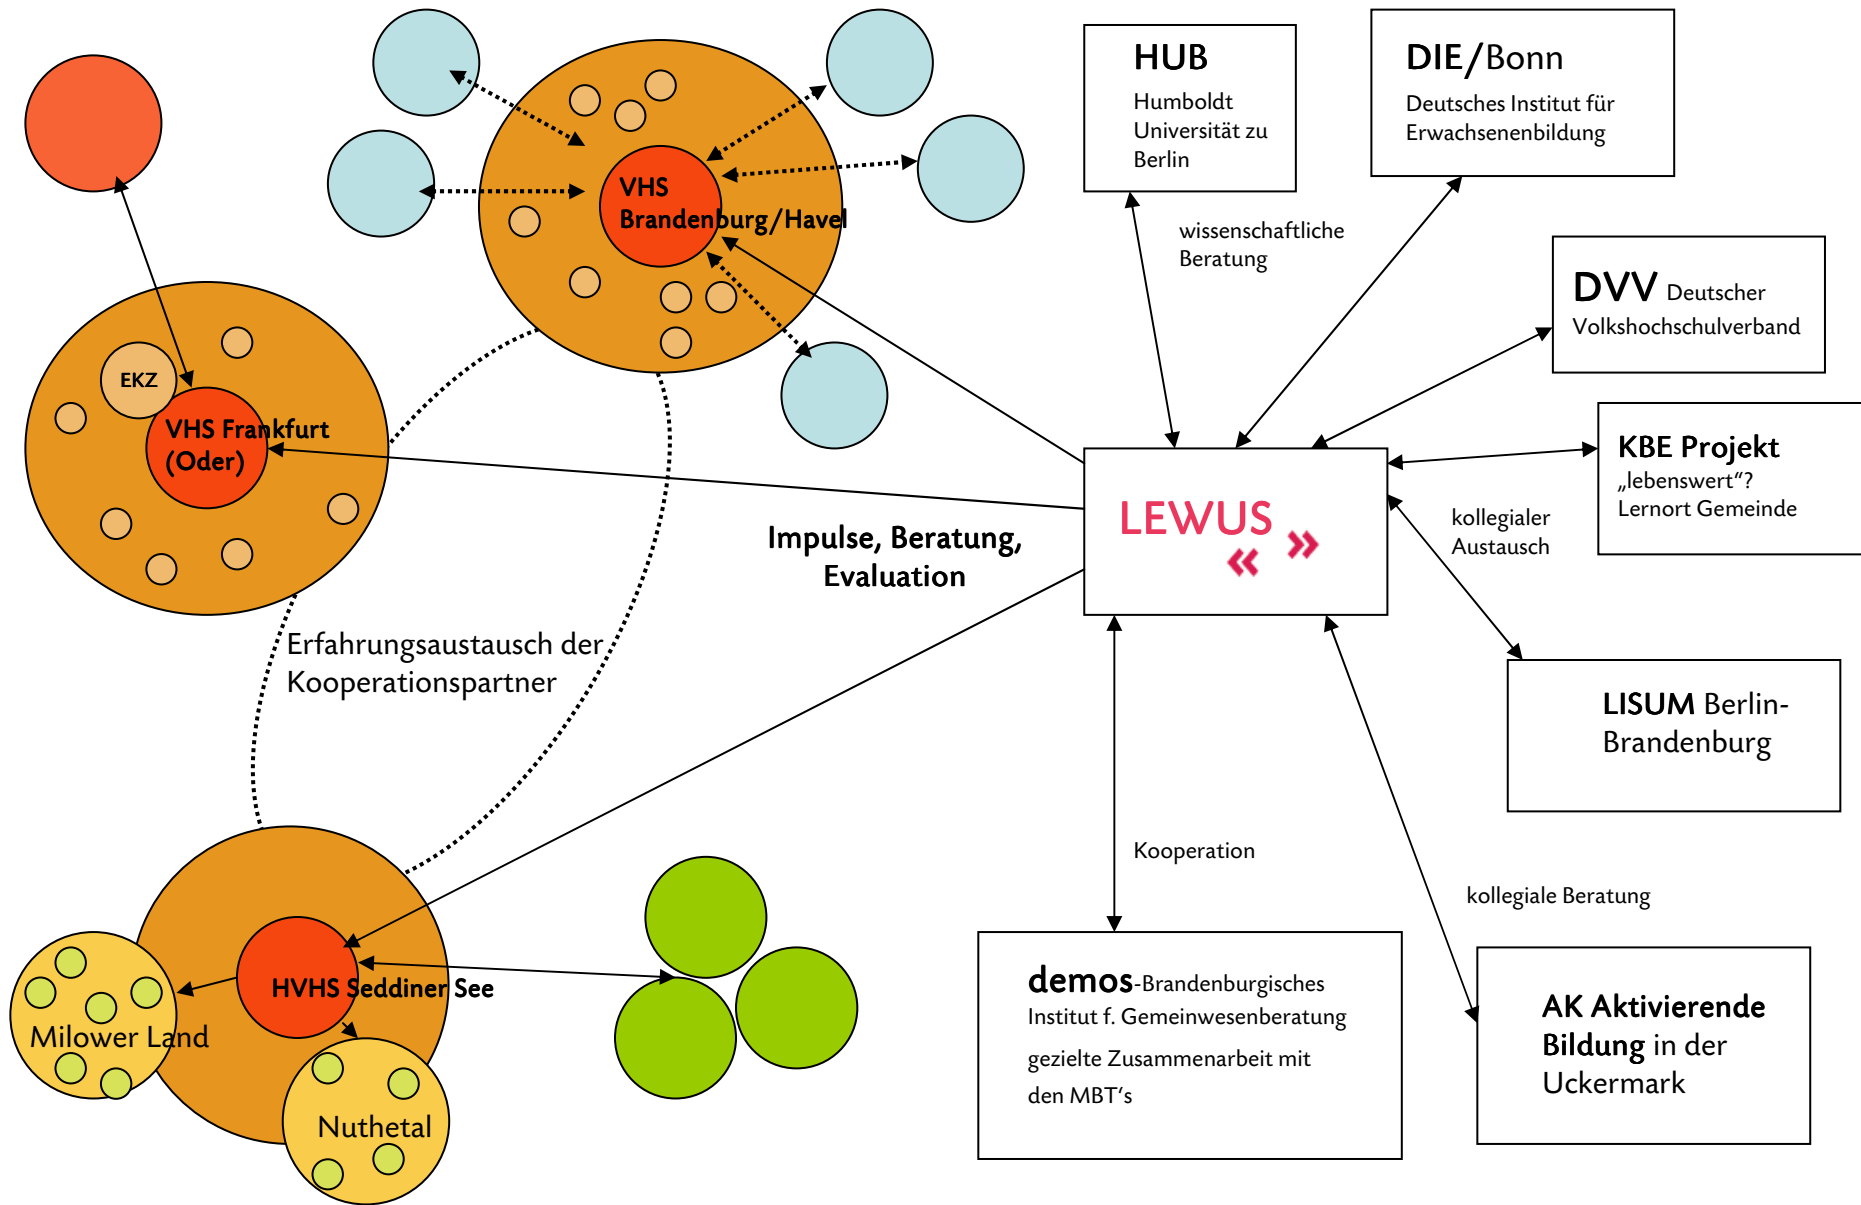 HUB
Humboldt
Universität zu
Berlin
DIE/Bonn
Deutsches Institut für
Erwachsenenbildung
VHS
Brandenburg/Havel
wissenschaftliche
Beratung
DVV Deutscher
Volkshochschulverband
EKZ
VHS Frankfurt
(Oder)
KBE Projekt
„lebenswert“?
Lernort Gemeinde
LEWUS
« »
kollegialer
Austausch
Impulse, Beratung,
Evaluation
Erfahrungsaustausch der
Kooperationspartner
LISUM Berlin-
Brandenburg
Kooperation
kollegiale Beratung
HVHS Seddiner See
Milower Land
Nuthetal
demos-Brandenburgisches
Institut f. Gemeinwesenberatung
gezielte Zusammenarbeit mit
den MBT‘s
AK Aktivierende
Bildung in der
Uckermark